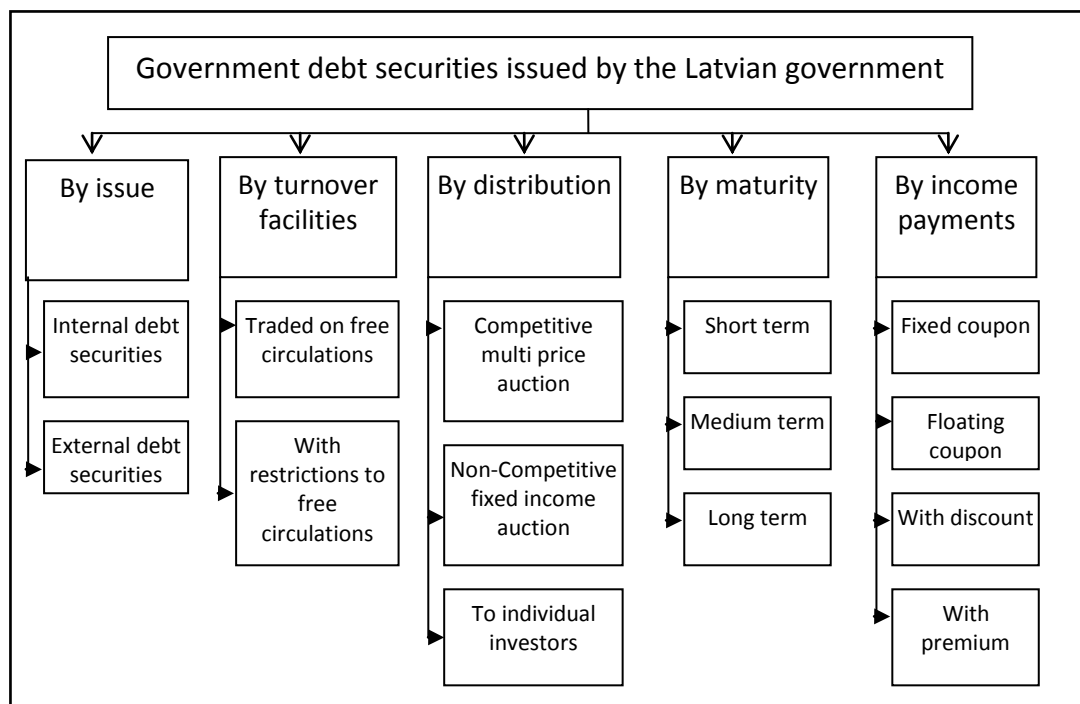 Government debt securities issued by the Latvian government
By issue
Internal debt
securities
External debt
securities
By turnover
facilities
Traded on free
circulations
With
restrictions to
free
circulations
By distribution
Competitive
multi price
auction
Non-Competitive
fixed income
auction
To individual
investors
By maturity
Short term
Medium term
Long term
By income
payments
Fixed coupon
Floating
coupon
With discount
With
premium